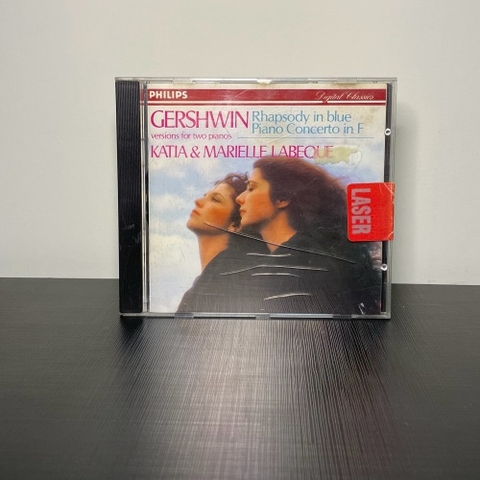 PHILIPS
Digital Classics
GERSHWIN
Rhapsody in blue
Piano Concerto in F
versions for two pianos
KATIA & MARIELLE LABEQUE
LASER